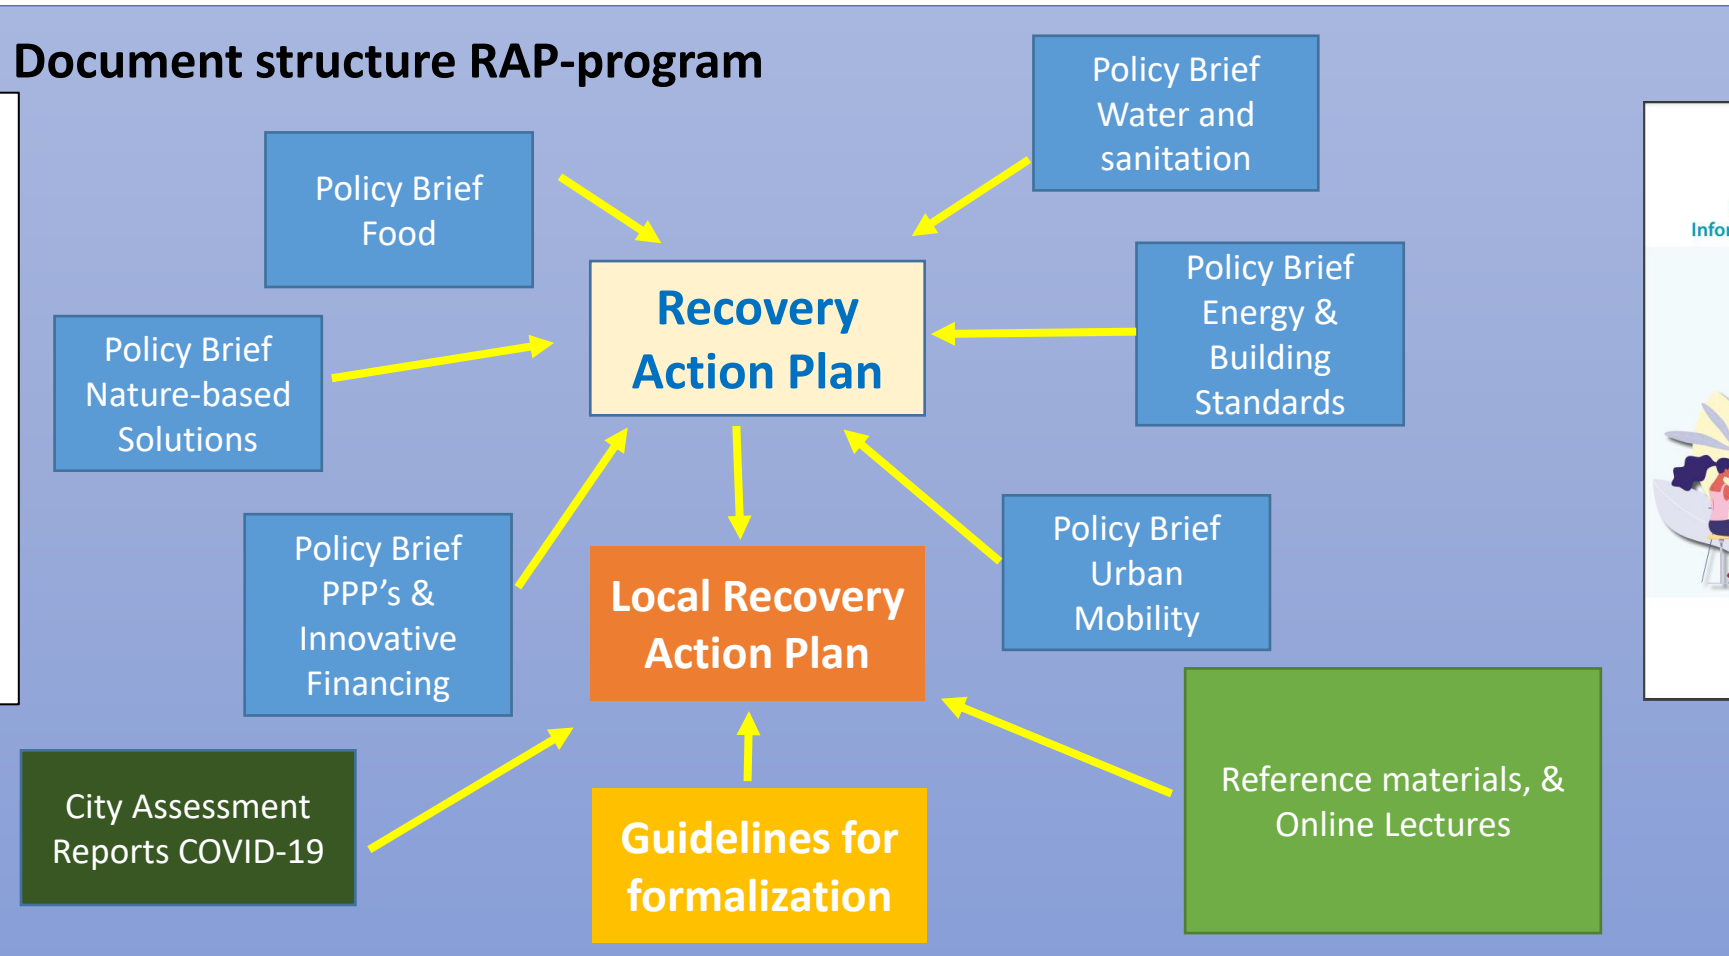 Document structure RAP-program
Policy Brief
Water and
sanitation
Policy Brief
Food
Policy Brief
Energy &
Building
Standards
Recovery
Action Plan
Policy Brief
Nature-based
Solutions
Policy Brief
PPP’s &
Innovative
Financing
Policy Brief
Urban
Mobility
Local Recovery
Action Plan
City Assessment
Reports COVID-19
Guidelines for
formalization
Reference materials, &
Online Lectures